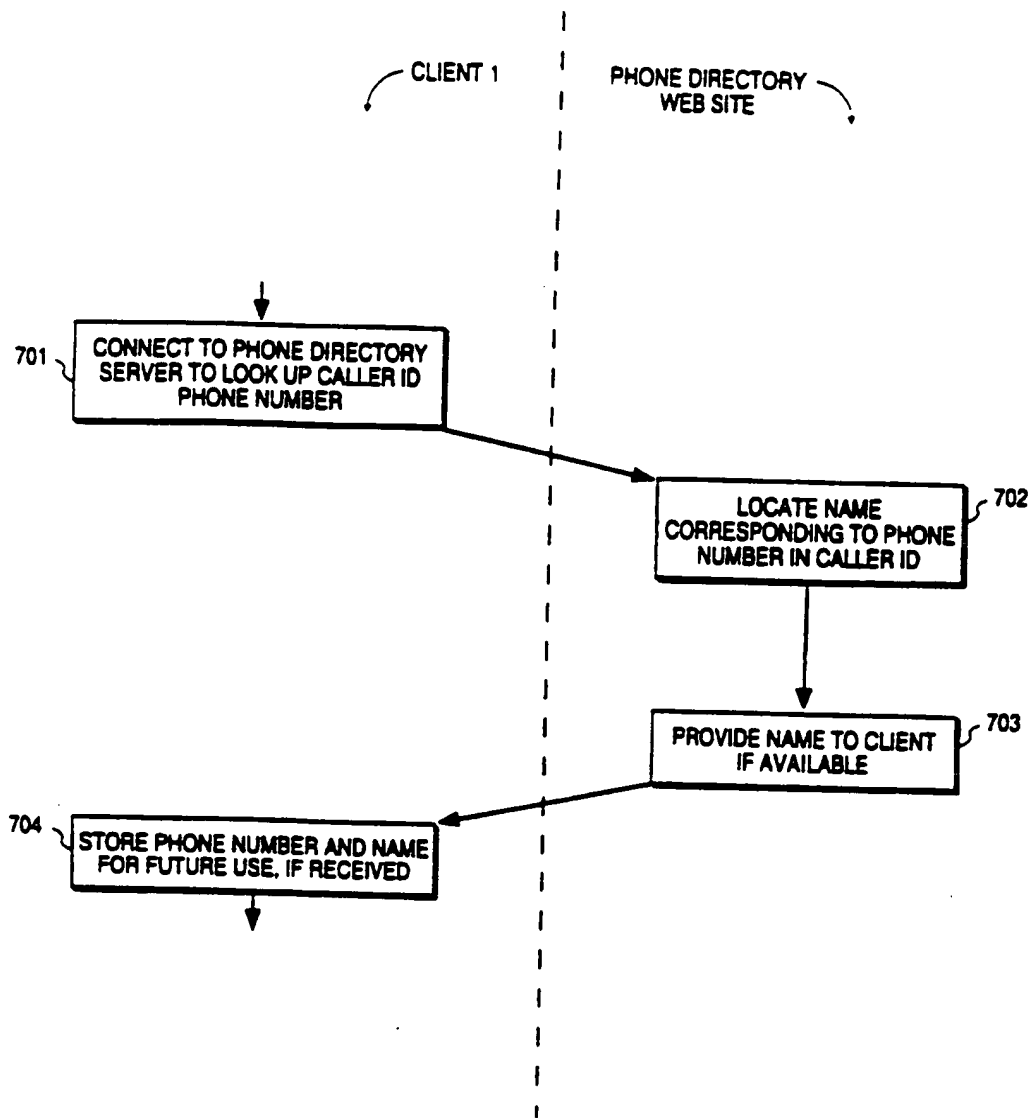 CLIENT 1
PHONE DIRECTORY
WEB SITE
701
CONNECT TO PHONE DIRECTORY
SERVER TO LOOK UP CALLER ID
PHONE NUMBER
702
LOCATE NAME
CORRESPONDING TO PHONE
NUMBER IN CALLER ID
703
PROVIDE NAME TO CLIENT
IF AVAILABLE
704
STORE PHONE NUMBER AND NAME
FOR FUTURE USE, IF RECEIVED